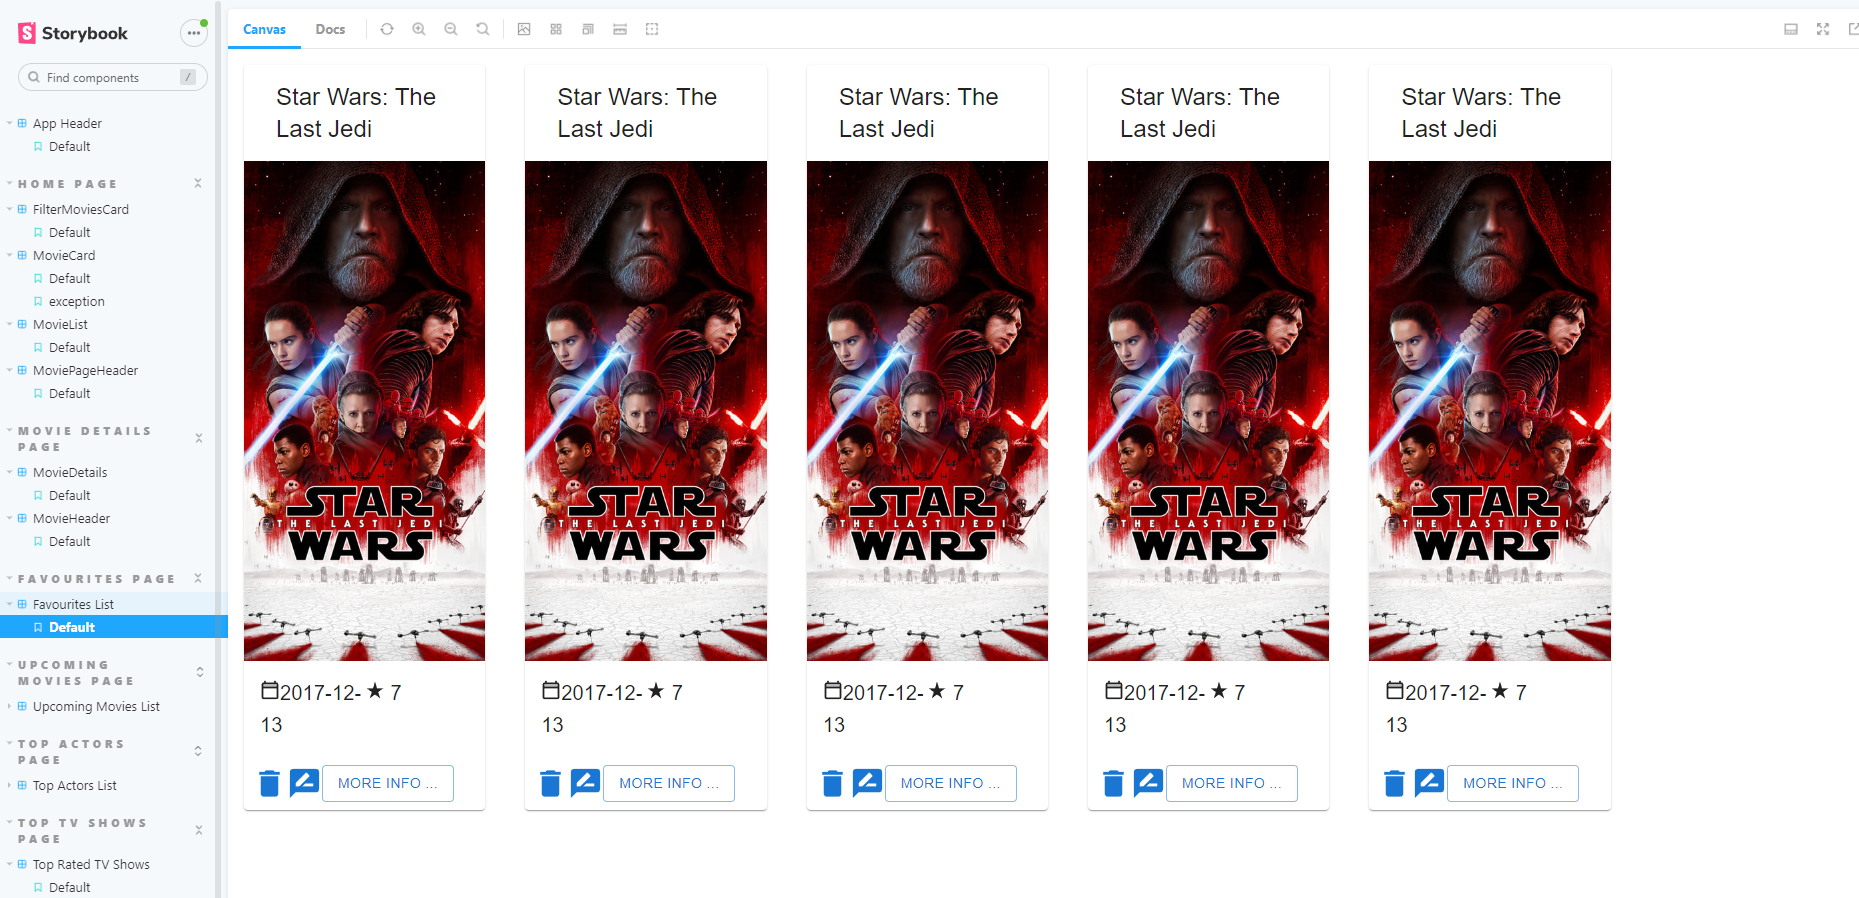 Storybook
Find components
/
App Header
Default
HOME PAGE
FilterMoviesCard
Default
MovieCard
Default
exception
MovieList
Default
MoviePageHeader
Default
MOVIE DETAILS
PAGE
MovieDetails
Default
MovieHeader
Default
FAVOURITES PAGE
Favourites List
Default
UPCOMING
MOVIES PAGE
Upcoming Movies List
TOP ACTORS
PAGE
Top Actors List
TOP TV SHOWS
PAGE
Top Rated TV Shows
Default
Canvas Docs
Star Wars: The
Last Jedi
STAR
THE LAST JEDI
WARS
2017-12- ★ 7
13
MORE INFO ...
Star Wars: The
Last Jedi
STAR
THE LAST JEDI
WARS
2017-12- ★ 7
13
MORE INFO ...
Star Wars: The
Last Jedi
STAR
THE LAST JEDI
WARS
2017-12- ★ 7
13
MORE INFO ...
Star Wars: The
Last Jedi
STAR
THE LAST JEDI
WARS
2017-12- ★ 7
13
MORE INFO ...
Star Wars: The
Last Jedi
STAR
THE LAST JEDI
WARS
2017-12- ★ 7
13
MORE INFO ...